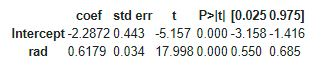 coef std err t P>|t| [0.025 0.975]
Intercept -2.2872 0.443 -5.157 0.000 -3.158 -1.416
rad 0.6179 0.034 17.998 0.000 0.550 0.685